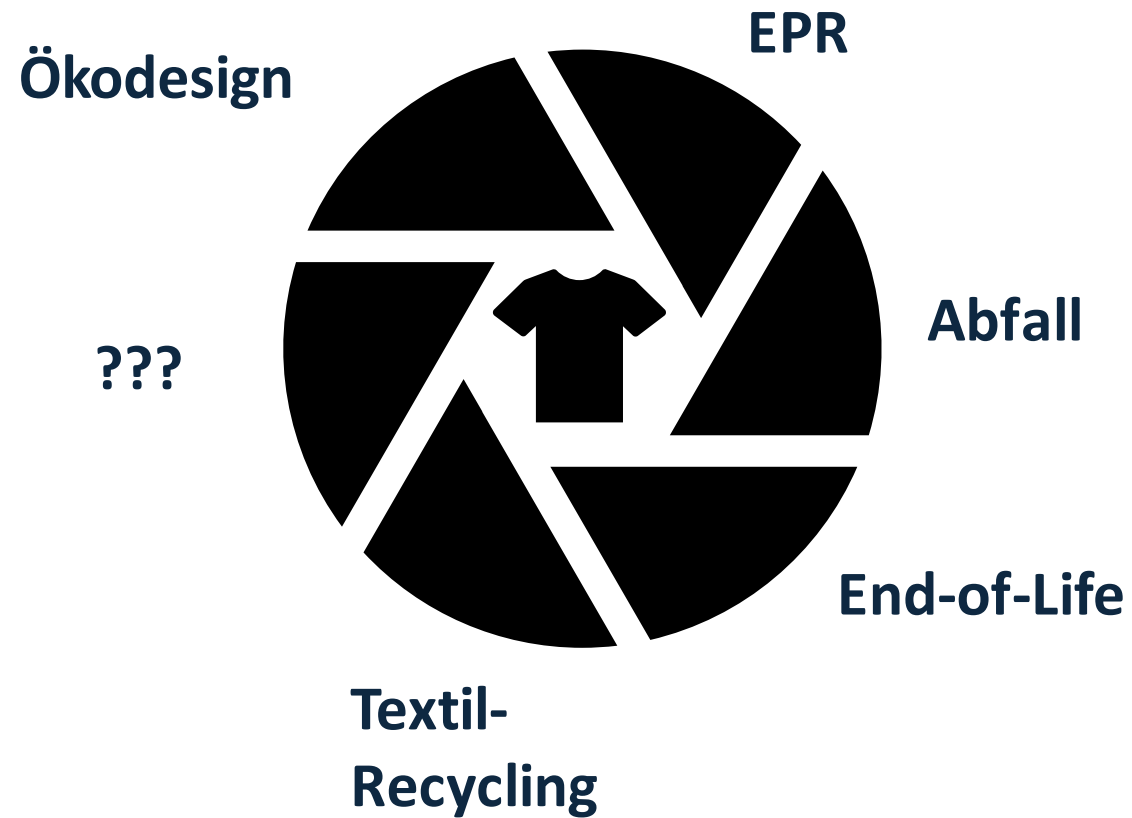 EPR
Ökodesign
Abfall
???
End-of-Life
Textil-
Recycling